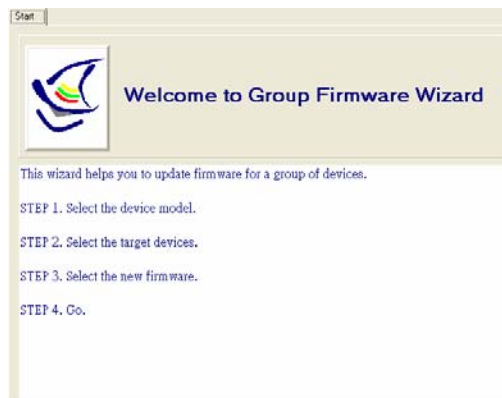 Start
Welcome to Group Firmware Wizard
This wizard helps you to update firmware for a group of devices.
STEP 1. Select the device model.
STEP 2. Select the target devices.
STEP 3. Select the new firmware.
STEP 4. Go.